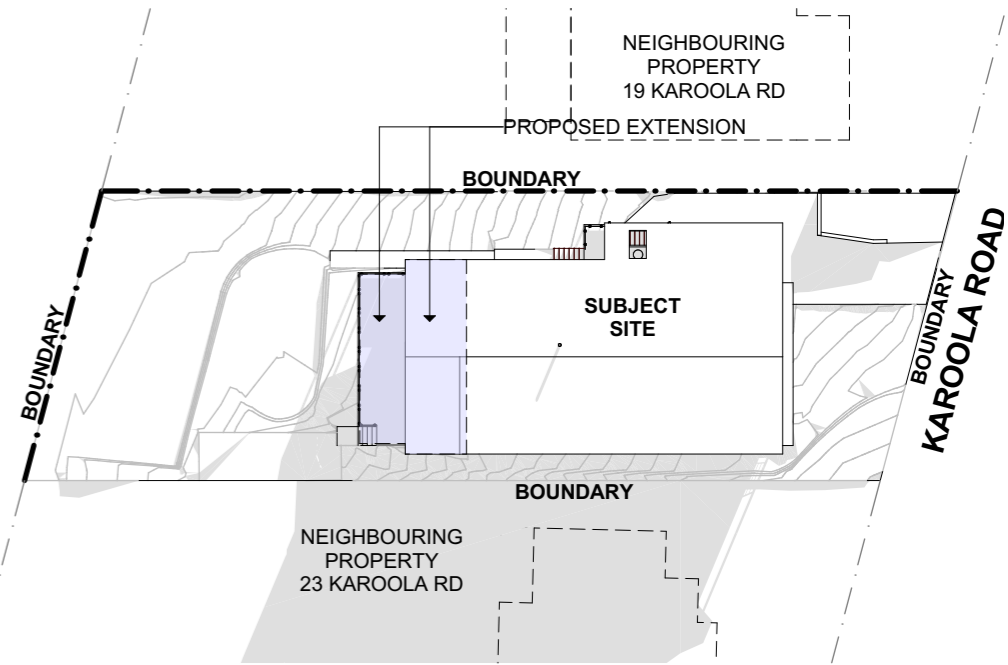 NEIGHBOURING
PROPERTY
19 KAROOLA RD
PROPOSED EXTENSION
BOUNDARY
SUBJECT
SITE
BOUNDARY
BOUNDARY
KAROOLA ROAD
BOUNDARY
NEIGHBOURING
PROPERTY
23 KAROOLA RD